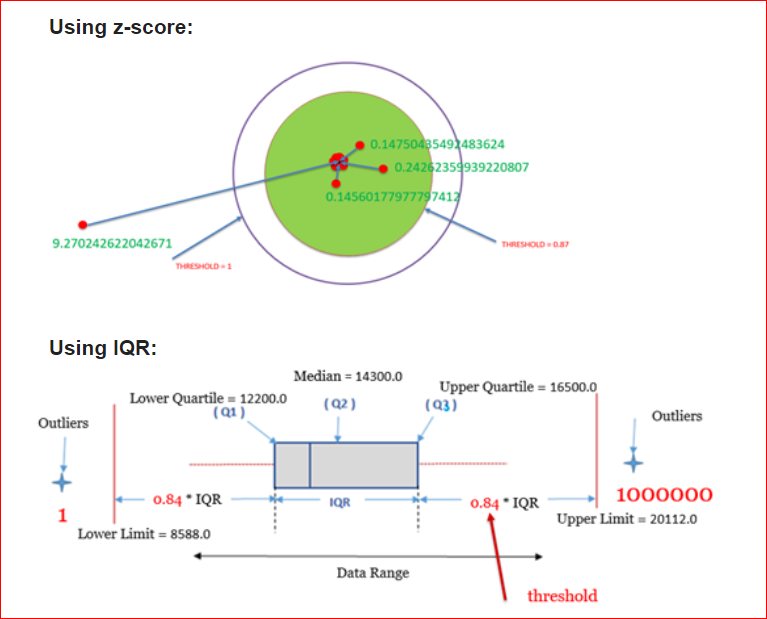 Using z-score:
0.14750435492483624
0.24262359939220807
0.14560177977797412
9.270242622042671
THRESHOLD = 0.87
THRESHOLD = 1
Using IQR:
Median = 14300.0
Lower Quartile = 12200.0
Upper Quartile = 16500.0
(Q1)
(Q2)
(Q3)
Outliers
Outliers
0.84 * IQR
IQR
0.84 * IQR
1
1000000
Lower Limit = 8588.0
Upper Limit = 20112.0
Data Range
threshold